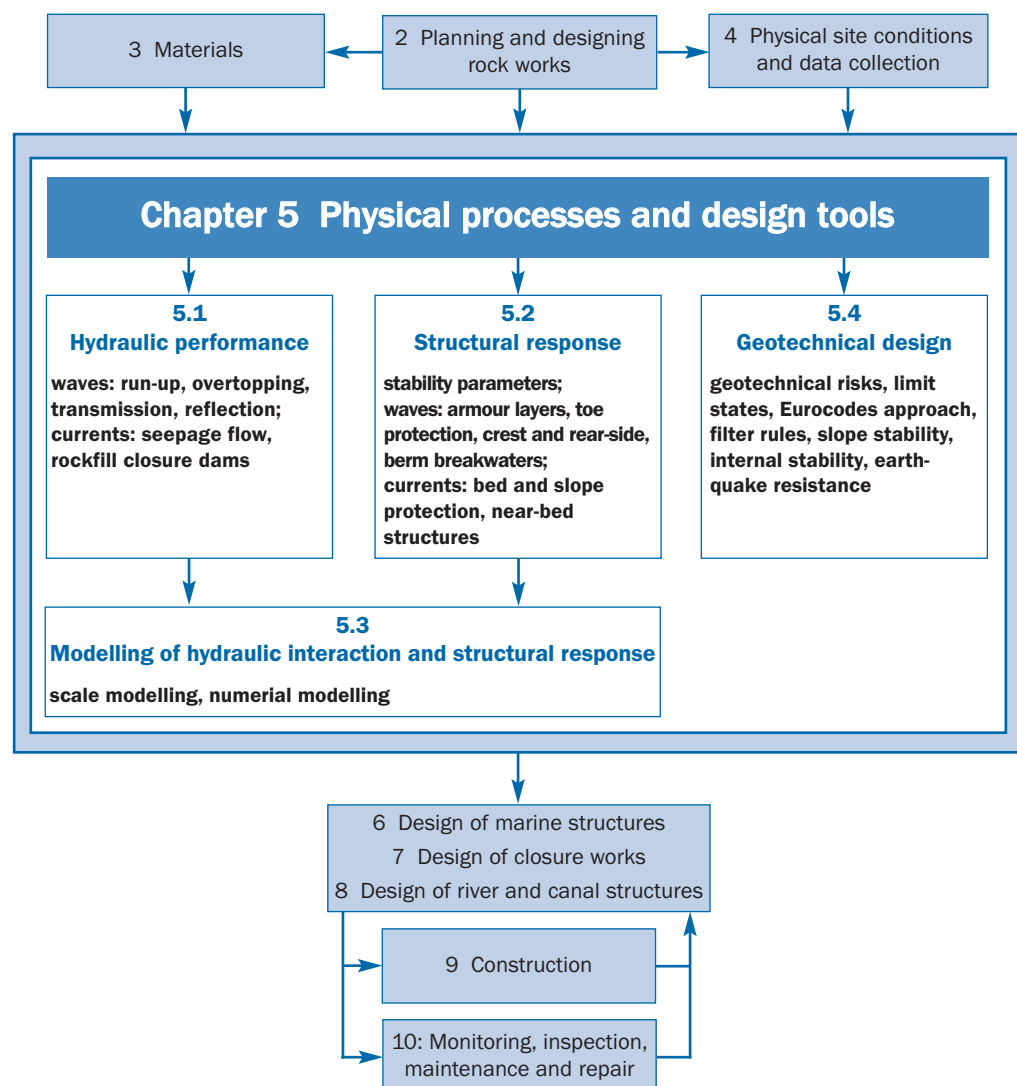 3 Materials
2 Planning and designing
rock works
4 Physical site conditions
and data collection
Chapter 5 Physical processes and design tools
5.1
Hydraulic performance
waves: run-up, overtopping,
transmission, reflection;
currents: seepage flow,
rockfill closure dams
5.2
Structural response
stability parameters;
waves: armour layers, toe
protection, crest and rear-side,
berm breakwaters;
currents: bed and slope
protection, near-bed
structures
5.4
Geotechnical design
geotechnical risks, limit
states, Eurocodes approach,
filter rules, slope stability,
internal stability, earth-
quake resistance
5.3
Modelling of hydraulic interaction and structural response
scale modelling, numerial modelling
6 Design of marine structures
7 Design of closure works
8 Design of river and canal structures
9 Construction
10: Monitoring, inspection,
maintenance and repair